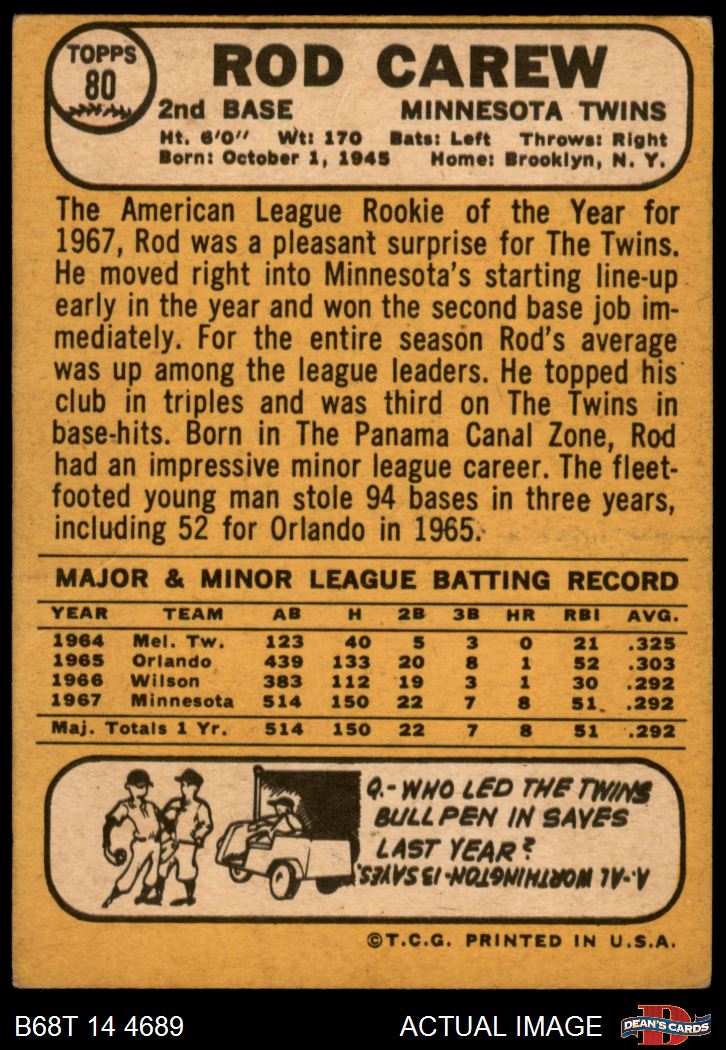 TOPPS
80
ROD CAREW
2nd BASE MINNESOTA TWINS
Ht. 6'0" Wt: 170 Bats: Left Throws: Right
Born: October 1, 1945 Home: Brooklyn, N. Y.
The American League Rookie of the Year for
1967, Rod was a pleasant surprise for The Twins.
He moved right into Minnesota's starting line-up
early in the year and won the second base job im-
mediately. For the entire season Rod's average
was up among the league leaders. He topped his
club in triples and was third on The Twins in
base-hits. Born in The Panama Canal Zone, Rod
had an impressive minor league career. The fleet-
footed young man stole 94 bases in three years,
including 52 for Orlando in 1965.
MAJOR & MINOR LEAGUE BATTING RECORD
YEAR TEAM AB H 2B 3B HR RBI AVG.
1964 Mel. Tw. 123 40 5 3 0 21 .325
1965 Orlando 439 133 20 8 1 52 .303
1966 Wilson 383 112 19 3 1 30 .292
1967 Minnesota 514 150 22 7 8 51 .292
Maj. Totals 1 Yr. 514 150 22 7 8 51 .292
Q.-WHO LED THE TWINS
BULLPEN IN SAVES
LAST YEAR?
A.-AL WORTHINGTON-13 SAVES.
©T.C.G. PRINTED IN U.S.A.
B68T 14 4689 ACTUAL IMAGE
DEAN'S CARDS